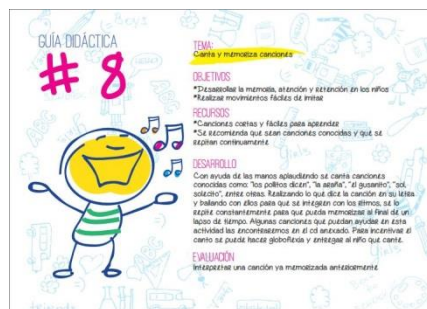 GUÍA DIDÁCTICA
# 8
TEMA:
Canta y memoriza canciones
OBJETIVOS
*Desarrollar la memoria, atención y retención en los niños
*Realizar movimientos fáciles de imitar
RECURSOS
*Canciones cortas y fáciles para aprender
*Se recomienda que sean canciones conocidas y que se
repitan continuamente
DESARROLLO
Con ayuda de las manos aplaudiendo se canta canciones
conocidas como: "los pollitos dicen", "la araña", "el gusanito", "sol,
solecito", entre otras. Realizando lo que dice la canción en su letra
y bailando con ellos para que se integren con los ritmos, se lo
repite constantemente para que pueda memorizar al final de un
lapso de tiempo. Algunas canciones que puedan ayudar en esta
actividad las encontraremos en el cd anexado. Para incentivar el
canto se puede hacer globoflexia y entregar al niño que cante.
EVALUACIÓN
Interpretar una canción ya memorizada anteriormente